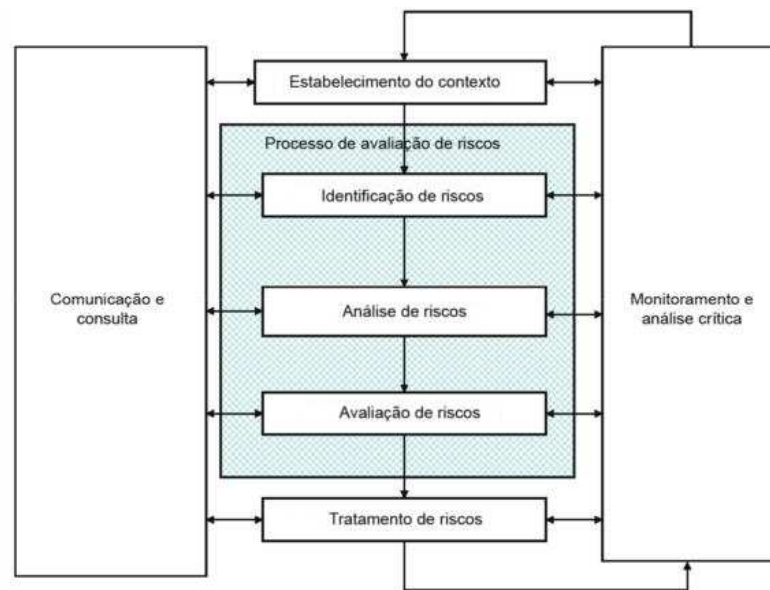 Estabelecimento do contexto
Processo de avaliação de riscos
Identificação de riscos
Comunicação e
consulta
Análise de riscos
Monitoramento e
análise crítica
Avaliação de riscos
Tratamento de riscos